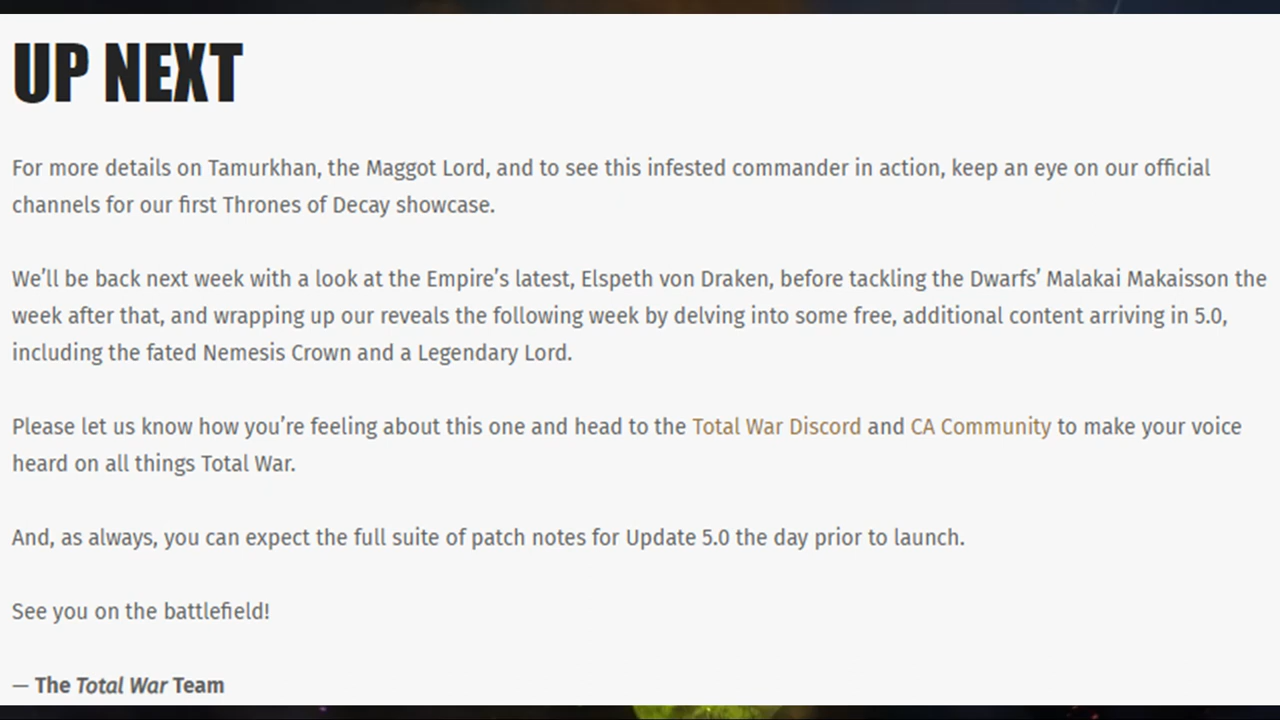 UP NEXT
For more details on Tamurkhan, the Maggot Lord, and to see this infested commander in action, keep an eye on our official
channels for our first Thrones of Decay showcase.
We’ll be back next week with a look at the Empire’s latest, Elspeth von Draken, before tackling the Dwarfs’ Malakai Makaisson the
week after that, and wrapping up our reveals the following week by delving into some free, additional content arriving in 5.0,
including the fated Nemesis Crown and a Legendary Lord.
Please let us know how you’re feeling about this one and head to the Total War Discord and CA Community to make your voice
heard on all things Total War.
And, as always, you can expect the full suite of patch notes for Update 5.0 the day prior to launch.
See you on the battlefield!
— The Total War Team